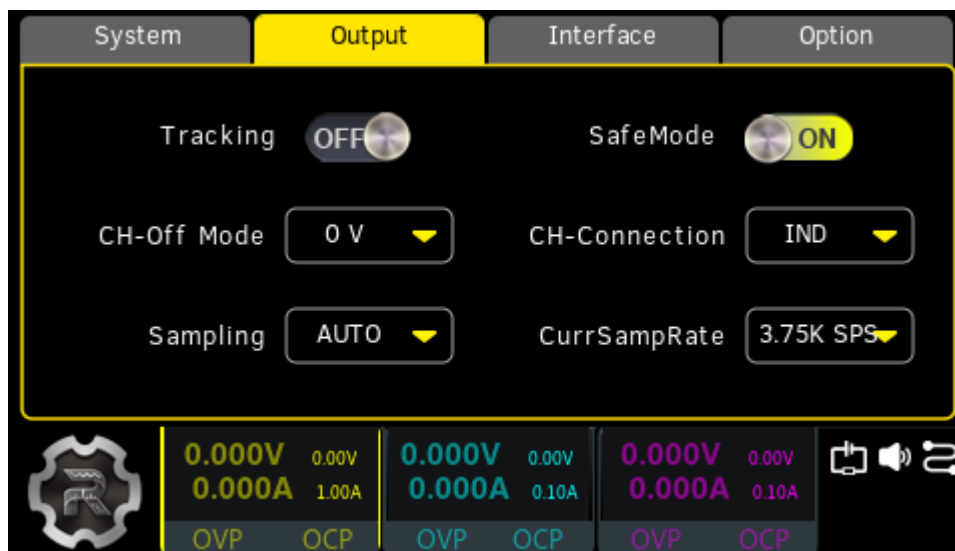 System Output Interface Option
Tracking OFF SafeMode ON
CH-Off Mode 0 V CH-Connection IND
Sampling AUTO CurrSampRate 3.75K SPS
0.000V 0.00V 0.000V 0.00V 0.000V 0.00V
0.000A 1.00A 0.000A 0.10A 0.000A 0.10A
OVP OCP OVP OCP OVP OCP